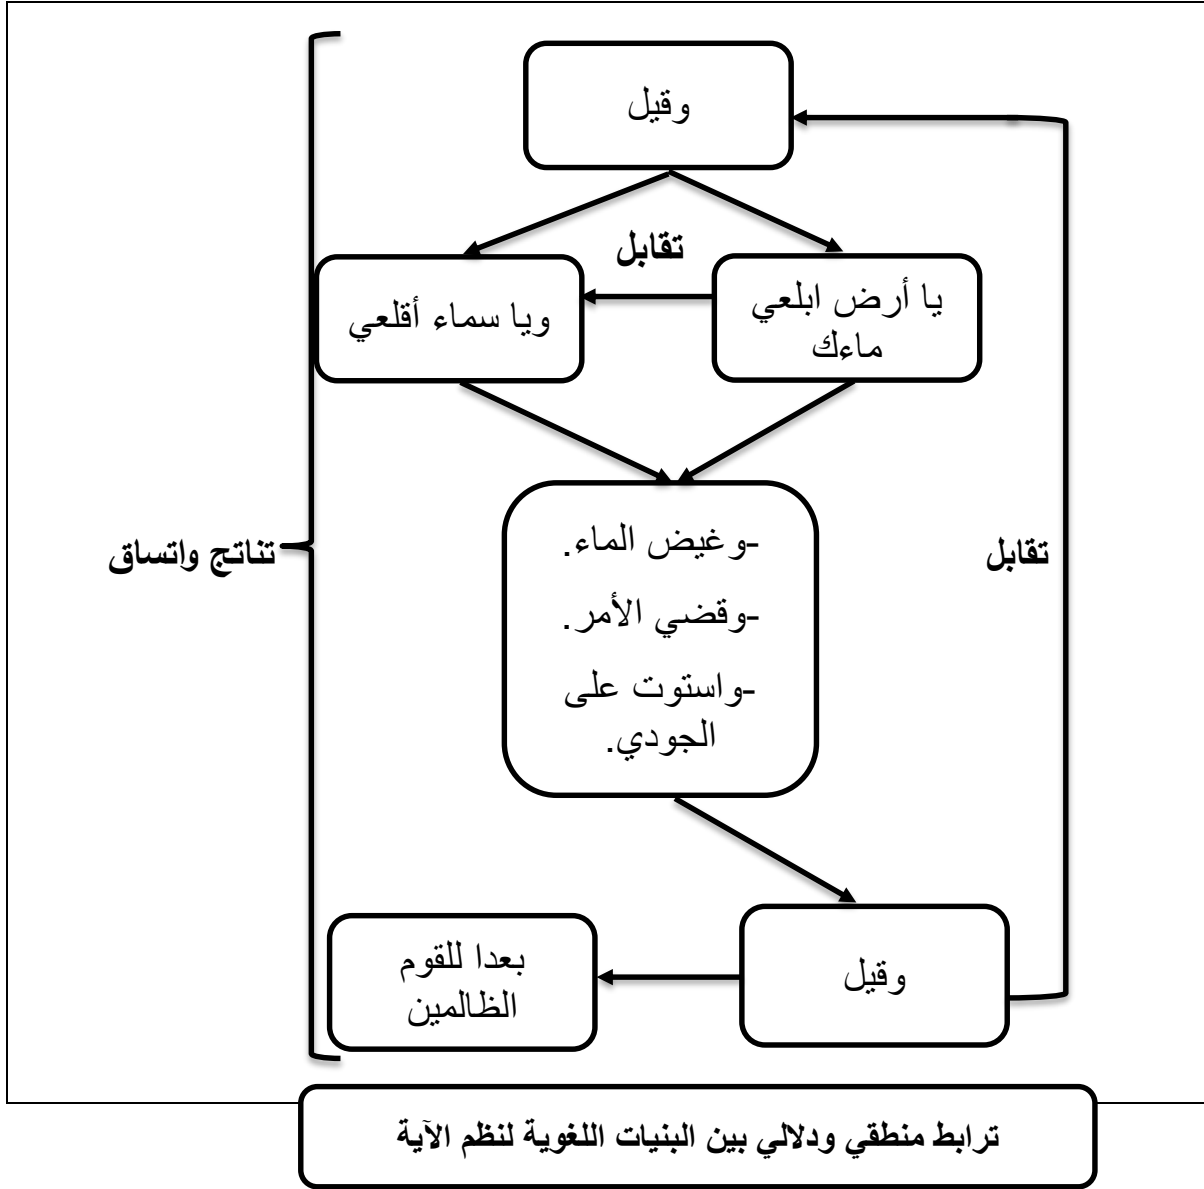 وقيل
تقابل
يا أرض ابلعي
ماءك
ويا سماء أقلعي
-وغيض الماء.
-وقضي الأمر.
-واستوت على
الجودي.
تقابل
تناتج واتساق
وقيل
بعدا للقوم
الظالمين
ترابط منطقي ودلالي بين البنيات اللغوية لنظم الآية